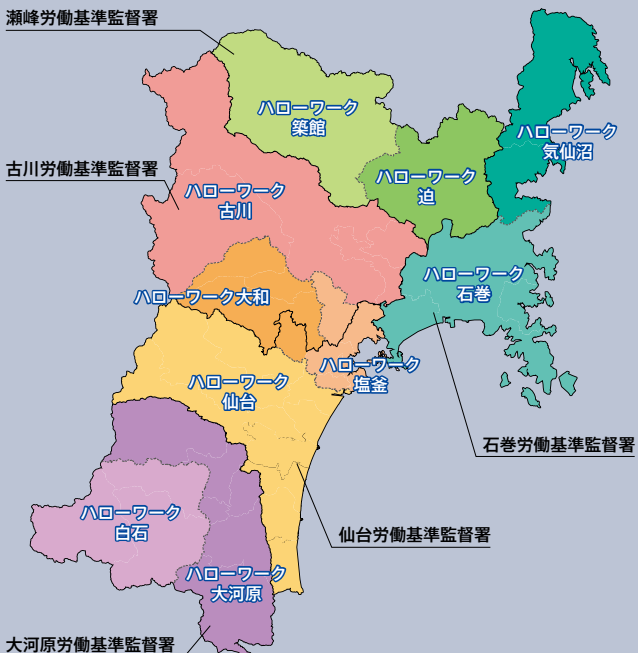 瀬峰労働基準監督署
ハローワーク
築館
ハローワーク
気仙沼
古川労働基準監督署
ハローワーク
迫
ハローワーク
古川
ハローワーク
石巻
ハローワーク大和
ハローワーク
塩釜
ハローワーク
仙台
石巻労働基準監督署
ハローワーク
白石
仙台労働基準監督署
ハローワーク
大河原
大河原労働基準監督署